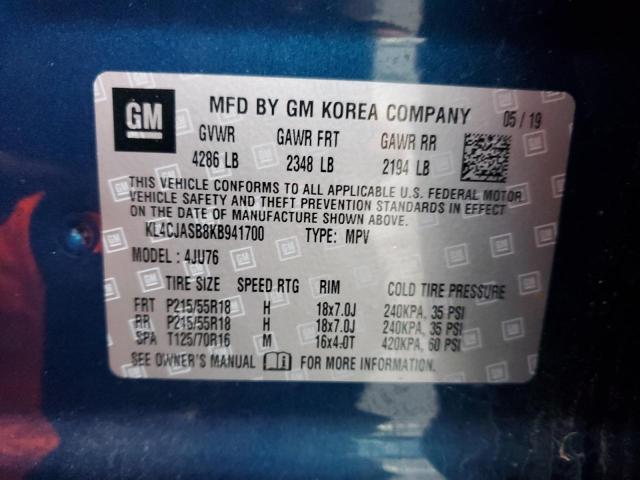 GM
MFD BY GM KOREA COMPANY 05 / 19
GVWR GAWR FRT GAWR RR
4286 LB 2348 LB 2194 LB
THIS VEHICLE CONFORMS TO ALL APPLICABLE U.S. FEDERAL MOTOR
VEHICLE SAFETY AND THEFT PREVENTION STANDARDS IN EFFECT
ON THE DATE OF MANUFACTURE SHOWN ABOVE.
KL4CJASB8KB941700 TYPE: MPV
MODEL: 4JU76
TIRE SIZE SPEED RTG RIM COLD TIRE PRESSURE
FRT P215/55R18 H 18x7.0J 240KPA, 35 PSI
RR P215/55R18 H 18x7.0J 240KPA, 35 PSI
SPA T125/70R16 M 16x4.0T 420KPA, 60 PSI
SEE OWNER'S MANUAL FOR MORE INFORMATION.